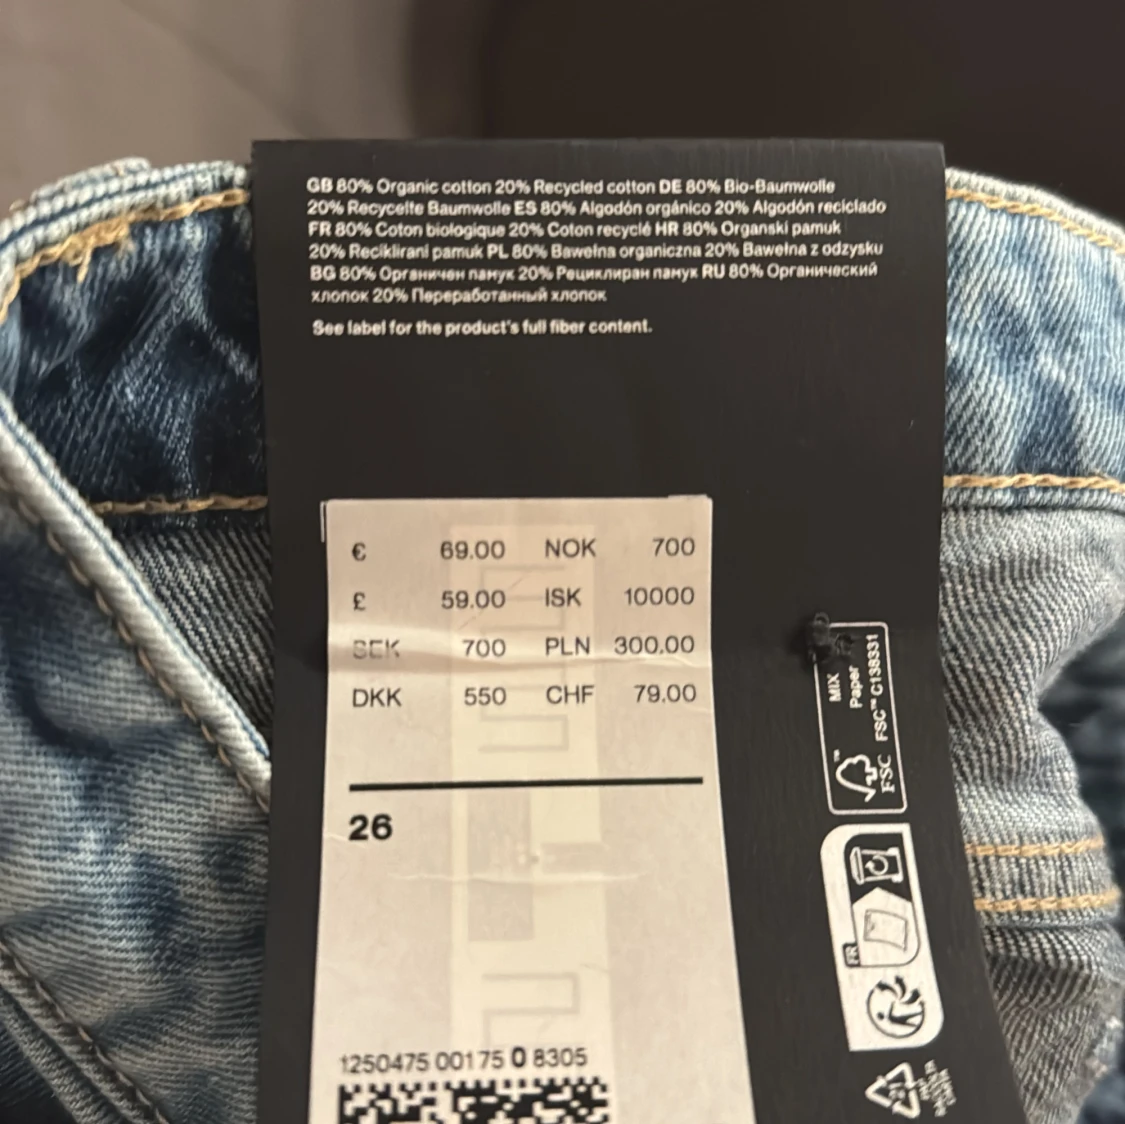 GB 80% Organic cotton 20% Recycled cotton DE 80% Bio-Baumwolle
20% Recycelte Baumwolle ES 80% Algodón orgánico 20% Algodón reciclado
FR 80% Coton biologique 20% Coton recyclé HR 80% Organski pamuk
20% Reciklirani pamuk PL 80% Bawełna organiczna 20% Bawełna z odzysku
BG 80% Органичен памук 20% Рециклиран памук RU 80% Органический
хлопок 20% Переработанный хлопок
See label for the product's full fiber content.
€ 69.00 NOK 700
£ 59.00 ISK 10000
SEK 700 PLN 300.00
DKK 550 CHF 79.00
26
1250475 00175 0 8305
MIX
Paper
FSC™ C138331
FSC
FR